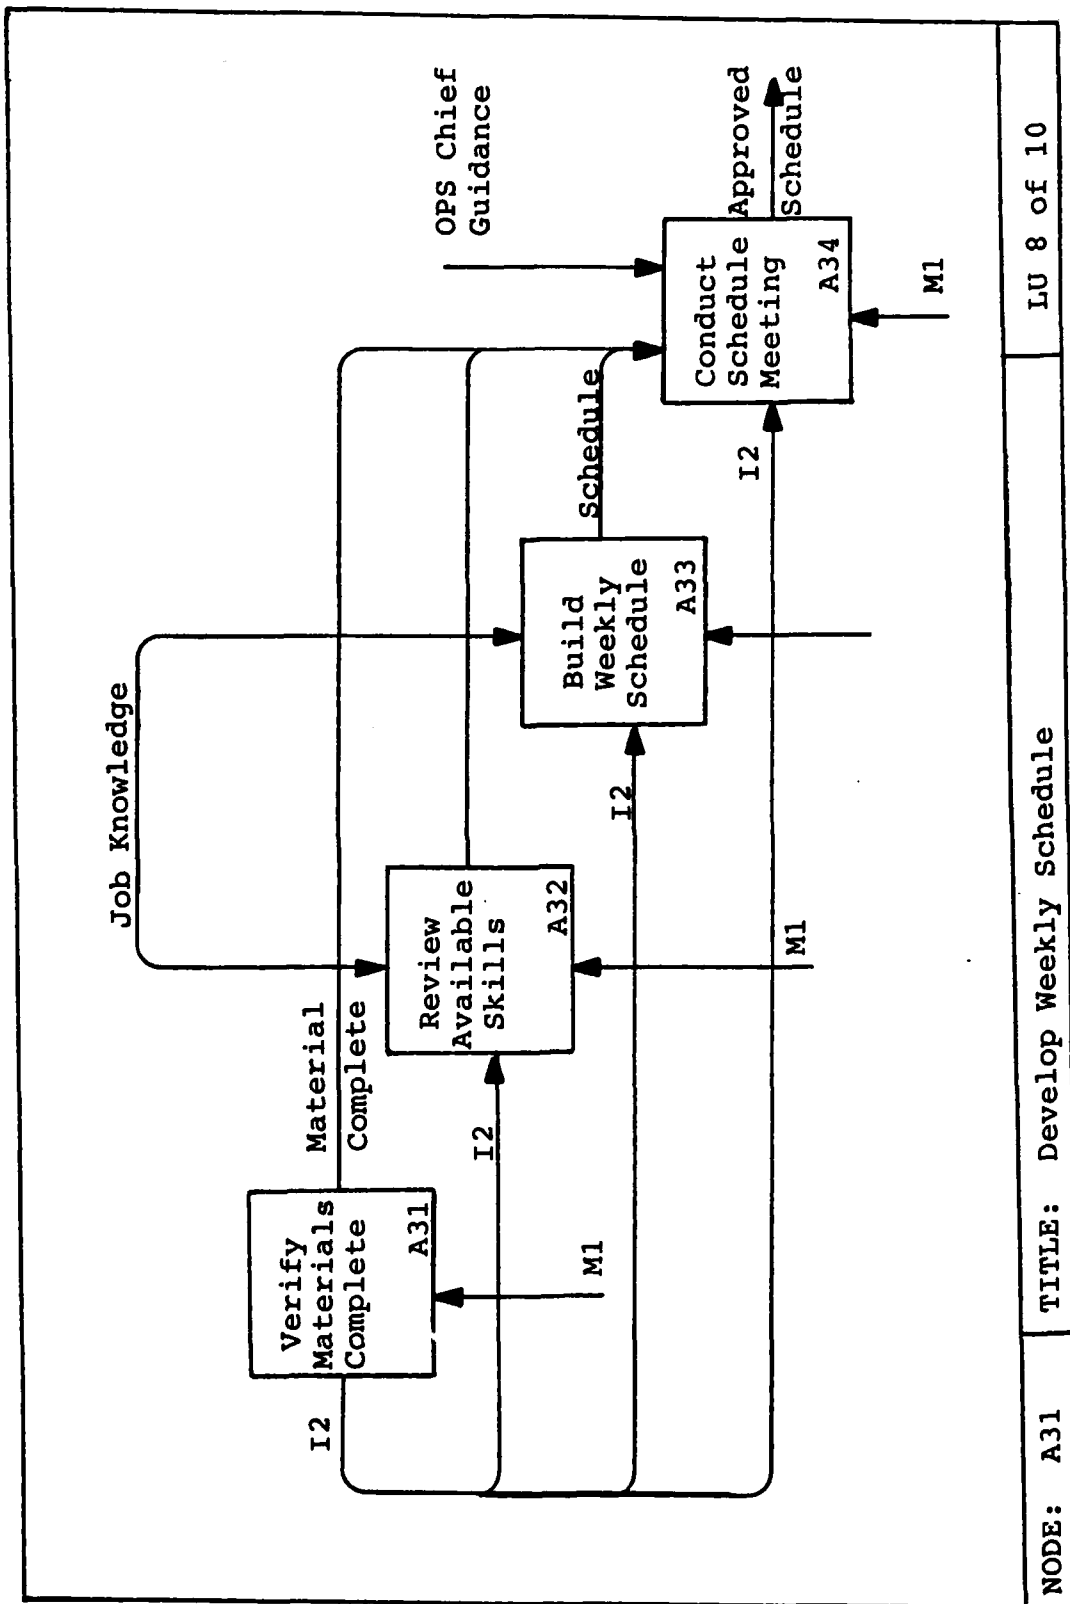 Job Knowledge
OPS Chief
Guidance
I2
Verify
Materials
Complete
A31
M1
Material
Complete
I2
Review
Available
Skills
A32
M1
I2
Build
Weekly
Schedule
A33
Schedule
I2
Conduct
Schedule
Meeting
A34
M1
Approved
Schedule
NODE: A31
TITLE: Develop Weekly Schedule
LU 8 of 10